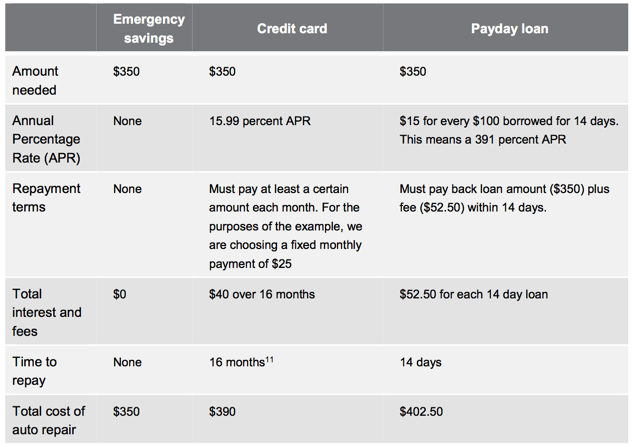 Emergency savings
Credit card
Payday loan
Amount needed
$350
$350
$350
Annual Percentage Rate (APR)
None
15.99 percent APR
$15 for every $100 borrowed for 14 days.
This means a 391 percent APR
Repayment terms
None
Must pay at least a certain
amount each month. For the
purposes of the example, we
are choosing a fixed monthly
payment of $25
Must pay back loan amount ($350) plus
fee ($52.50) within 14 days.
Total interest and fees
$0
$40 over 16 months
$52.50 for each 14 day loan
Time to repay
None
16 months11
14 days
Total cost of auto repair
$350
$390
$402.50